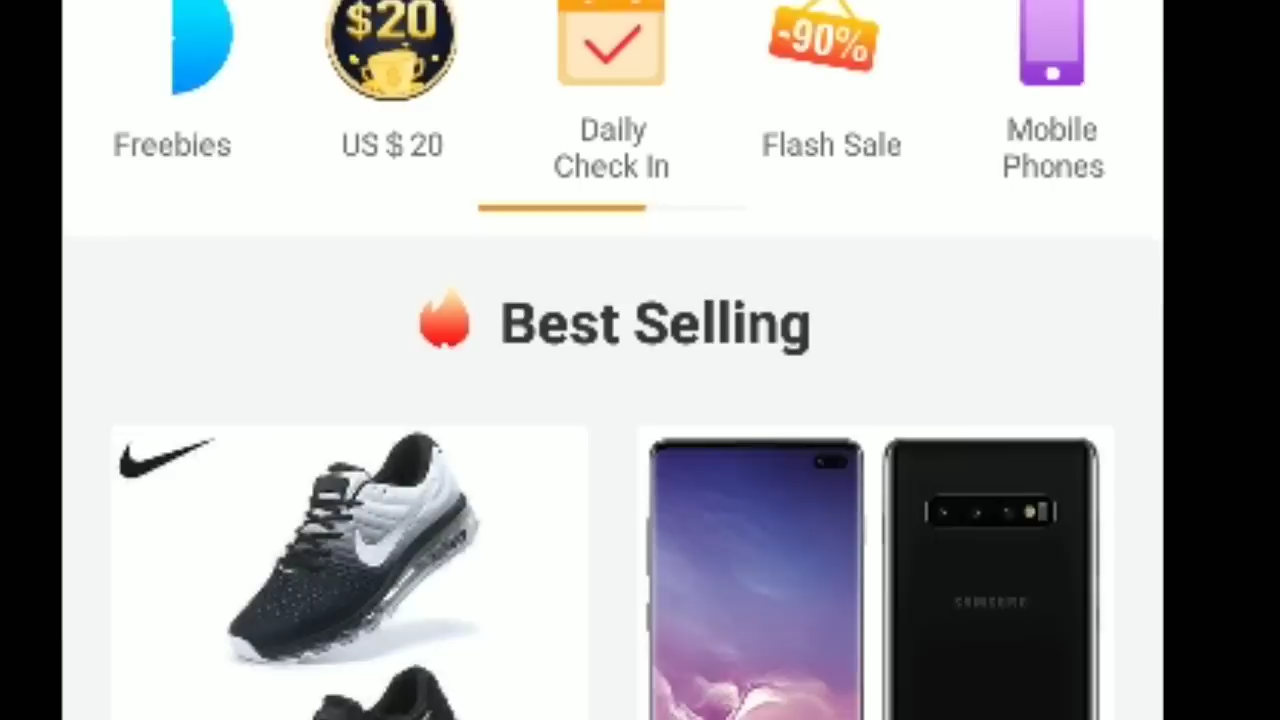 $20
-90%
Freebies
US $ 20
Daily
Check In
Flash Sale
Mobile
Phones
Best Selling
SAMSUNG